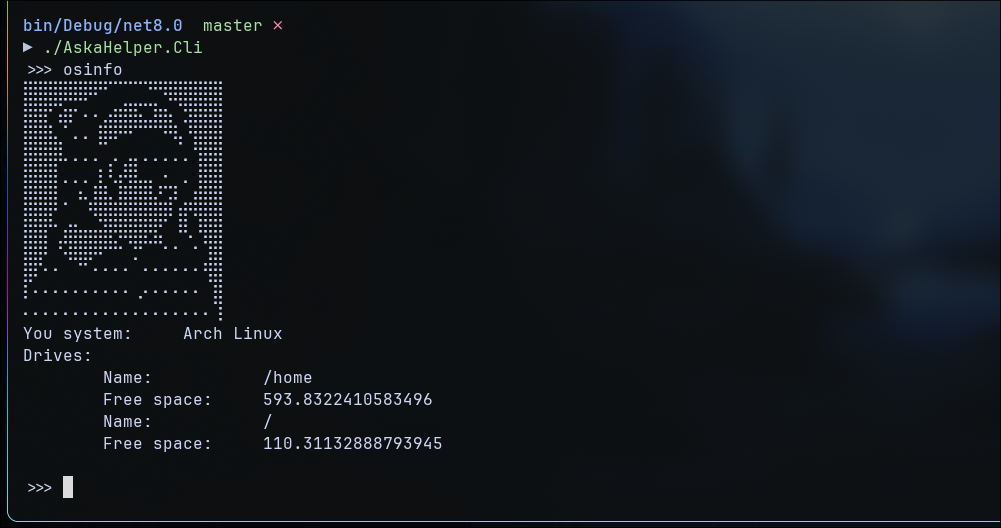 bin/Debug/net8.0 master ×
▶ ./AskaHelper.Cli
>>> osinfo
You system: Arch Linux
Drives:
Name: /home
Free space: 593.8322410583496
Name: /
Free space: 110.31132888793945
>>>